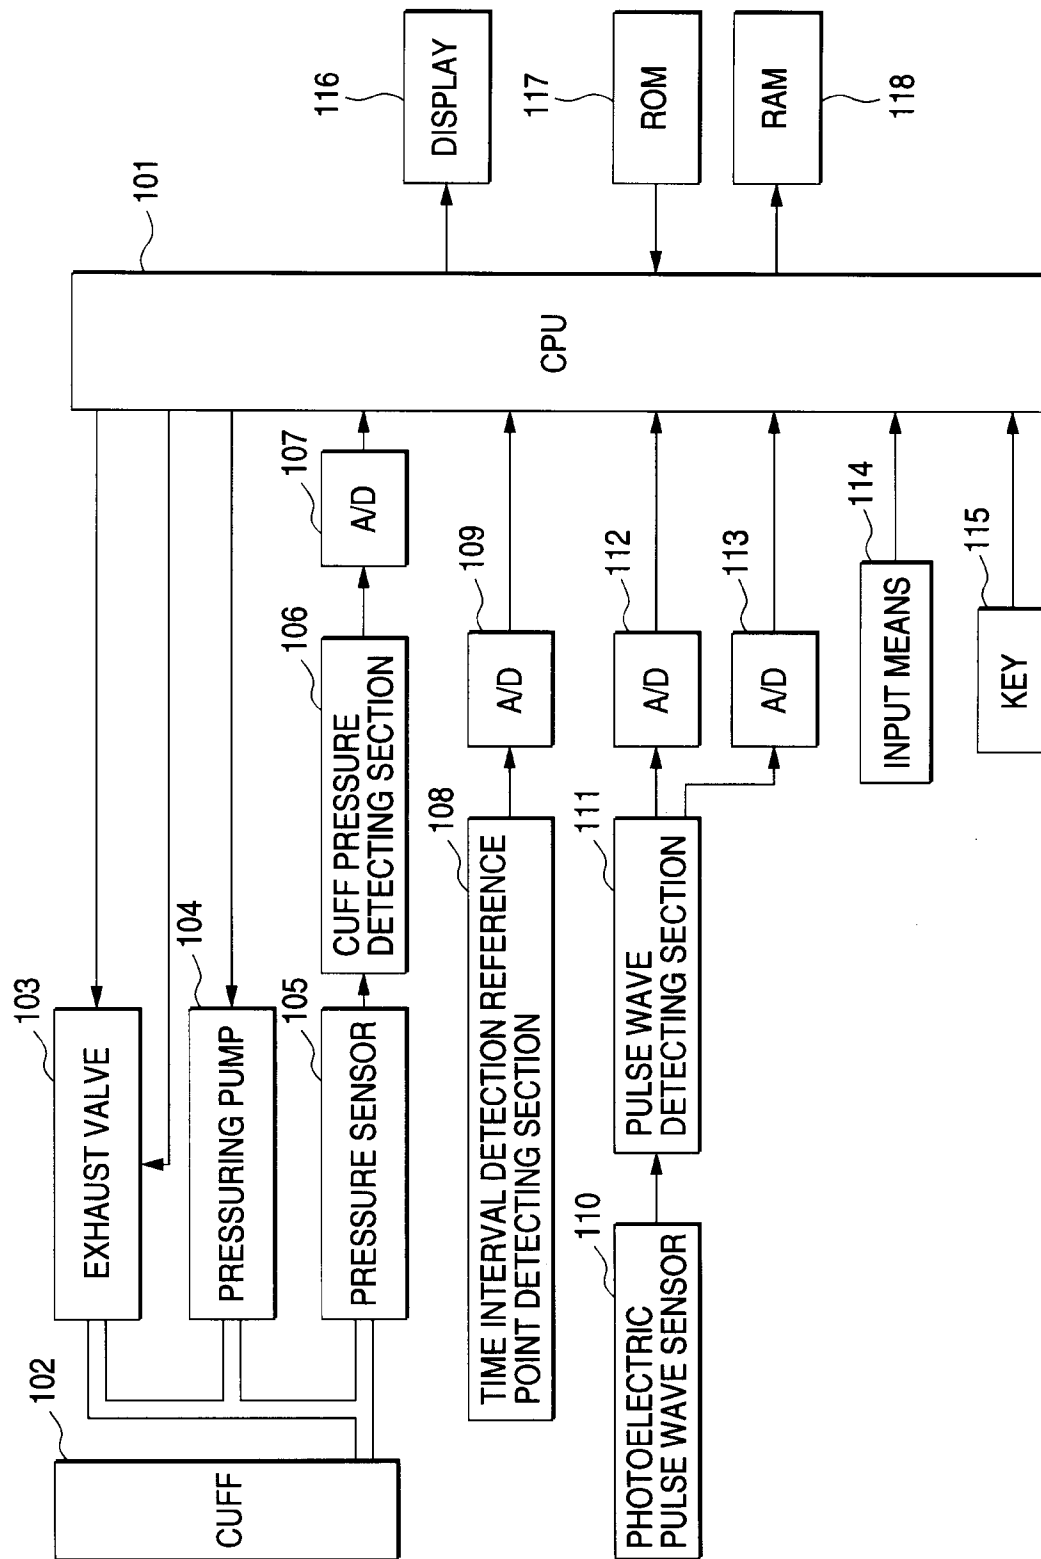 102
CUFF
103
EXHAUST VALVE
104
PRESSURING PUMP
105
PRESSURE SENSOR
106
CUFF PRESSURE
DETECTING SECTION
107
A/D
108
TIME INTERVAL DETECTION REFERENCE
POINT DETECTING SECTION
109
A/D
110
PHOTOELECTRIC
PULSE WAVE SENSOR
111
PULSE WAVE
DETECTING SECTION
112
A/D
113
A/D
114
INPUT MEANS
115
KEY
101
CPU
116
DISPLAY
117
ROM
118
RAM